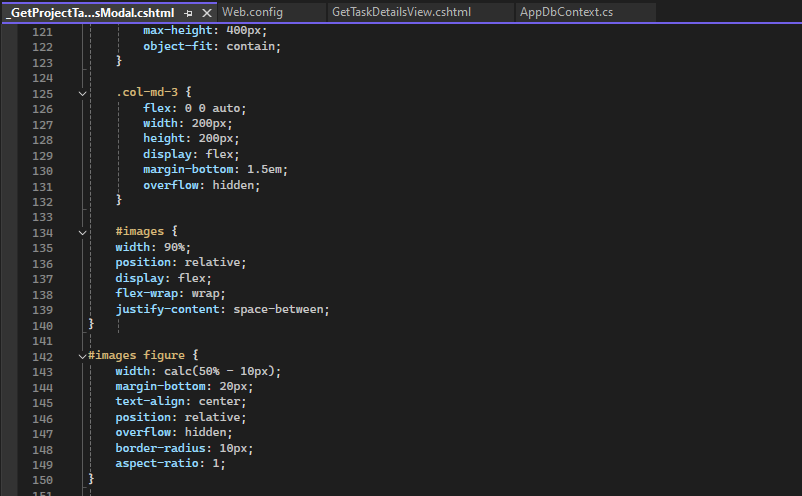 _GetProjectTa...sModal.cshtml Web.config GetTaskDetailsView.cshtml AppDbContext.cs
121 max-height: 400px;
122 object-fit: contain;
123 }
124
125 .col-md-3 {
126 flex: 0 0 auto;
127 width: 200px;
128 height: 200px;
129 display: flex;
130 margin-bottom: 1.5em;
131 overflow: hidden;
132 }
133
134 #images {
135 width: 90%;
136 position: relative;
137 display: flex;
138 flex-wrap: wrap;
139 justify-content: space-between;
140 }
141
142 #images figure {
143 width: calc(50% - 10px);
144 margin-bottom: 20px;
145 text-align: center;
146 position: relative;
147 overflow: hidden;
148 border-radius: 10px;
149 aspect-ratio: 1;
150 }
151